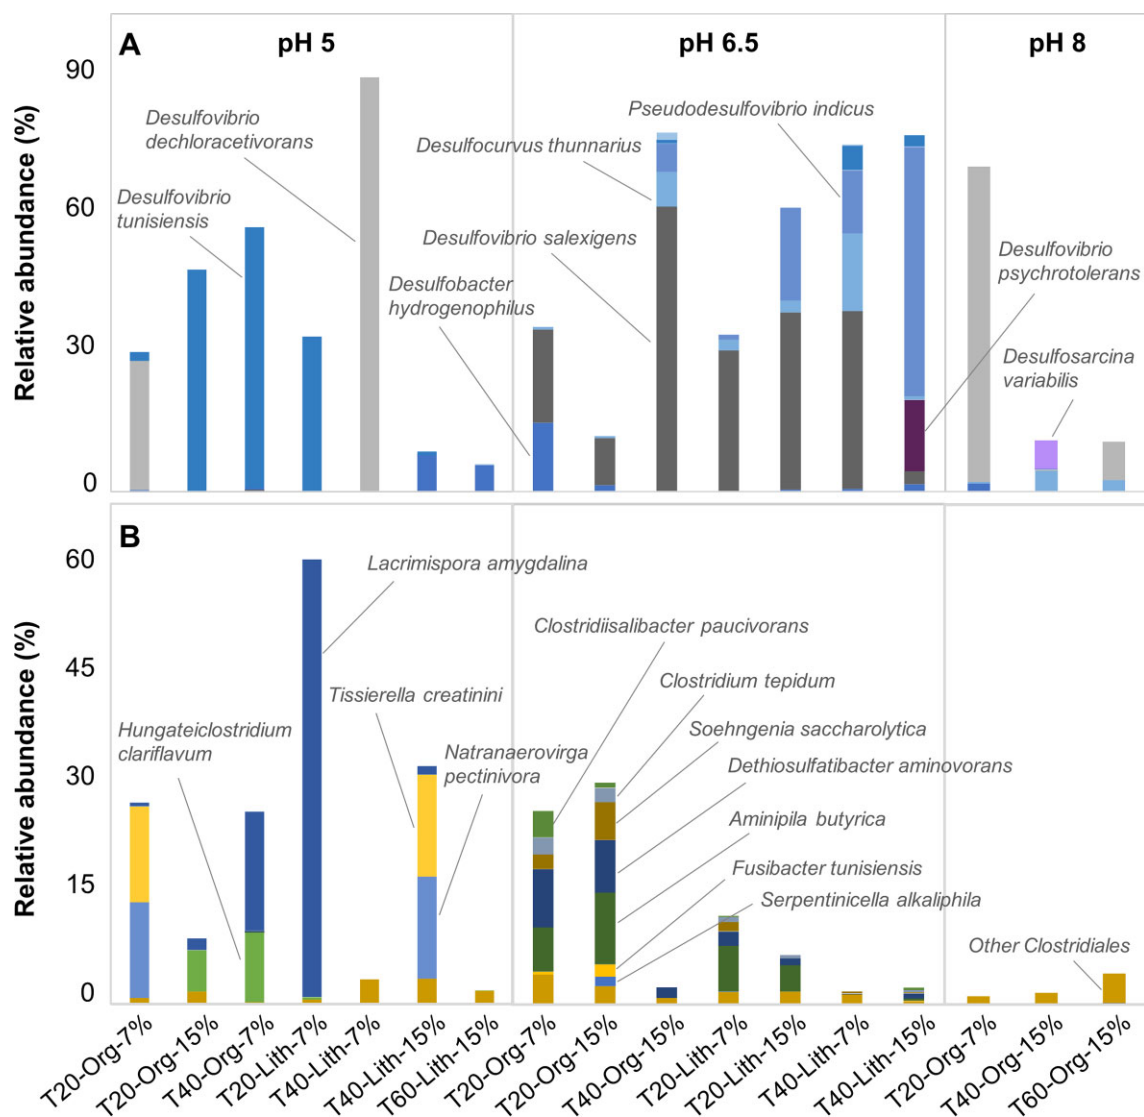 A
pH 5
pH 6.5
pH 8
Relative abundance (%)
90
60
30
0
Desulfovibrio
dechloracetivorans
Desulfovibrio
tunisiensis
Desulfobacter
hydrogenophilus
Desulfocurvus thunnarius
Desulfovibrio salexigens
Pseudodesulfovibrio indicus
Desulfovibrio
psychrotolerans
Desulfosarcina
variabilis
B
Relative abundance (%)
60
45
30
15
0
Lacrimispora amygdalina
Tissierella creatinini
Hungateiclostridium
clariflavum
Natranaerovirga
pectinivora
Clostridiisalibacter paucivorans
Clostridium tepidum
Soehngenia saccharolytica
Dethiosulfatibacter aminovorans
Aminipila butyrica
Fusibacter tunisiensis
Serpentinicella alkaliphila
Other Clostridiales
T20-Org-7%
T20-Org-15%
T40-Org-7%
T20-Lith-7%
T40-Lith-7%
T40-Lith-15%
T60-Lith-15%
T20-Org-7%
T20-Org-15%
T40-Org-15%
T20-Lith-7%
T20-Lith-15%
T40-Lith-7%
T40-Lith-15%
T20-Org-7%
T40-Org-15%
T60-Org-15%